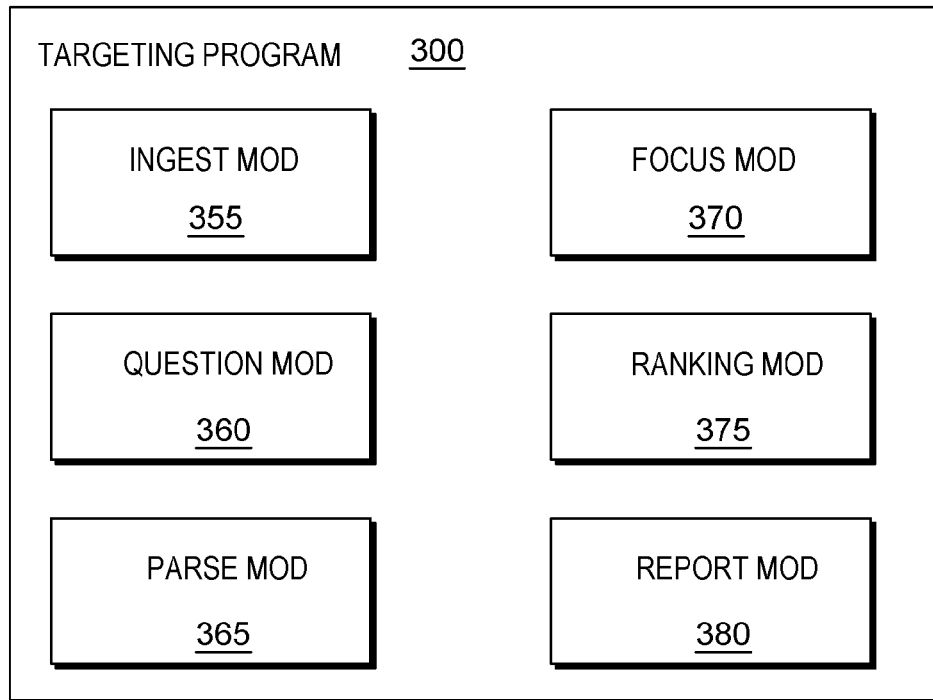 TARGETING PROGRAM 300
INGEST MOD
355
FOCUS MOD
370
QUESTION MOD
360
RANKING MOD
375
PARSE MOD
365
REPORT MOD
380